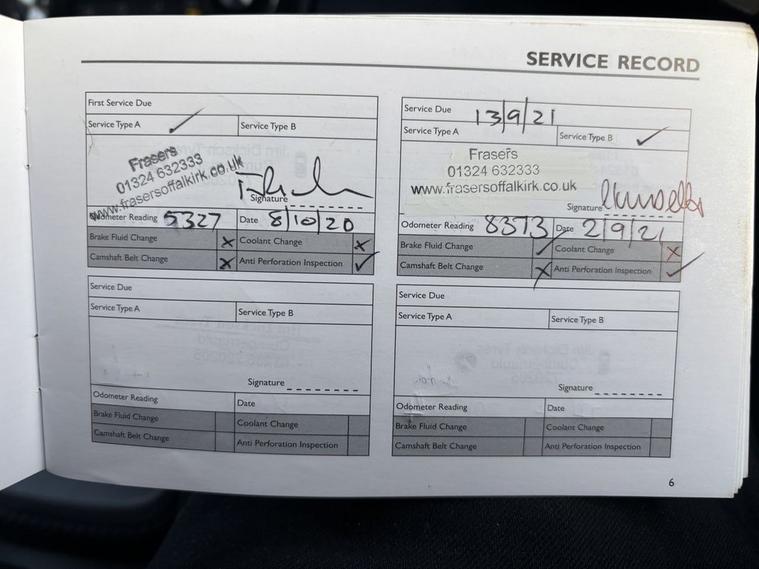 SERVICE RECORD
First Service Due
Service Type A ✓
Service Type B
Frasers
01324 632333
www.frasersoffalkirk.co.uk
Signature
Odometer Reading 5327
Date 8/10/20
Brake Fluid Change x
Coolant Change x
Camshaft Belt Change x
Anti Perforation Inspection ✓
Service Due 13/9/21
Service Type A
Service Type B ✓
Frasers
01324 632333
www.frasersoffalkirk.co.uk
Signature
Odometer Reading 8373
Date 2/9/21
Brake Fluid Change ✓
Coolant Change x
Camshaft Belt Change x
Anti Perforation Inspection ✓
Service Due
Service Type A
Service Type B
Signature
Odometer Reading
Date
Brake Fluid Change
Coolant Change
Camshaft Belt Change
Anti Perforation Inspection
Service Due
Service Type A
Service Type B
Signature
Odometer Reading
Date
Brake Fluid Change
Coolant Change
Camshaft Belt Change
Anti Perforation Inspection
6